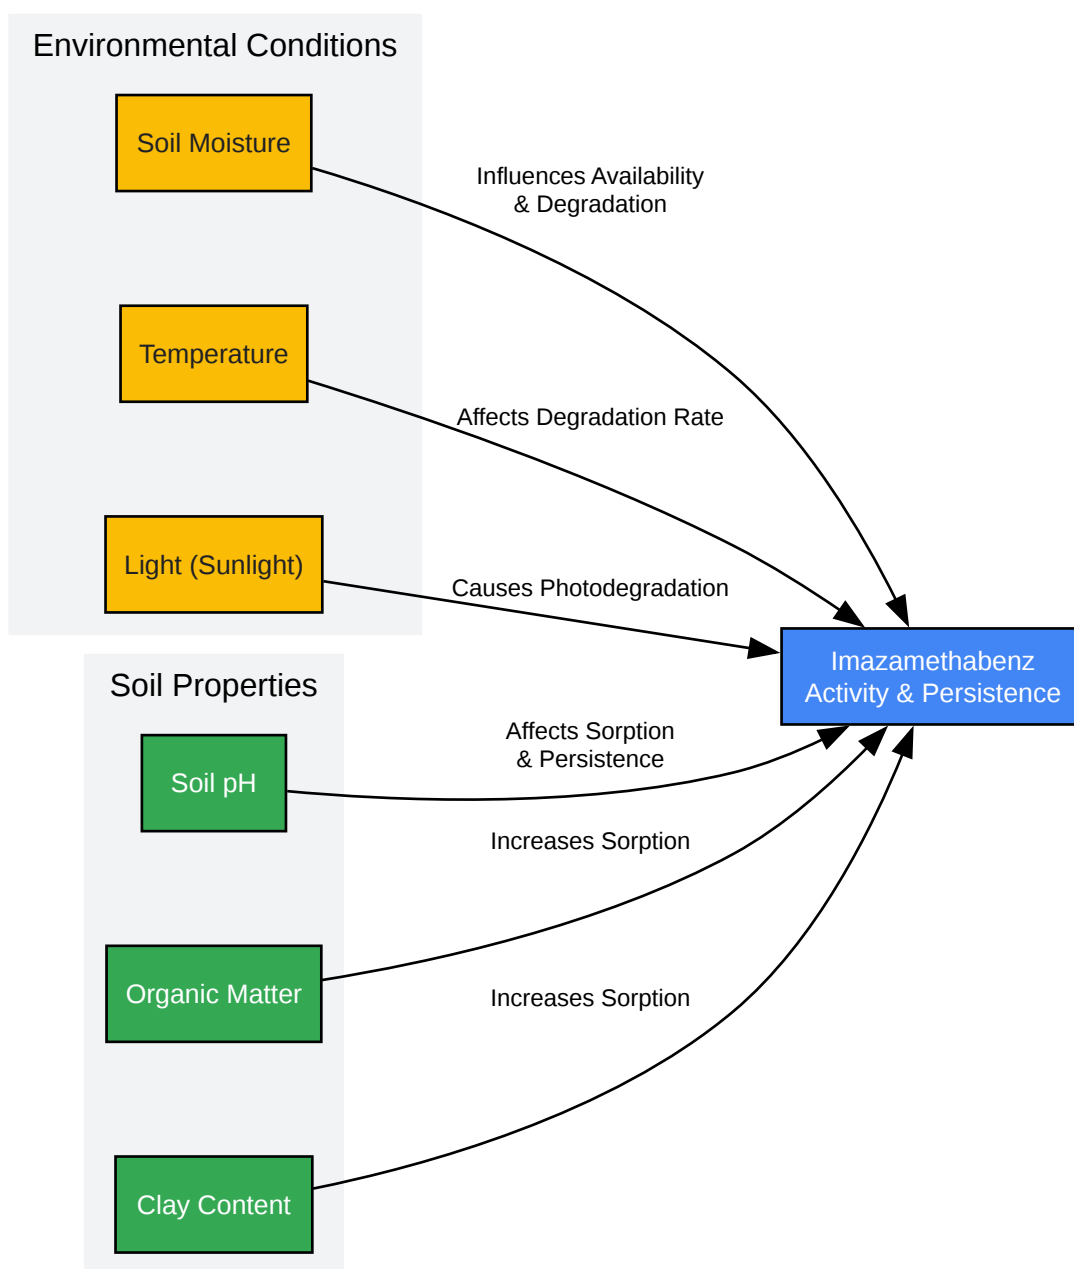 Environmental Conditions
Soil Moisture
Influences Availability
& Degradation
Temperature
Affects Degradation Rate
Light (Sunlight)
Causes Photodegradation
Imazamethabenz
Activity & Persistence
Soil Properties
Soil pH
Affects Sorption
& Persistence
Increases Sorption
Organic Matter
Increases Sorption
Clay Content